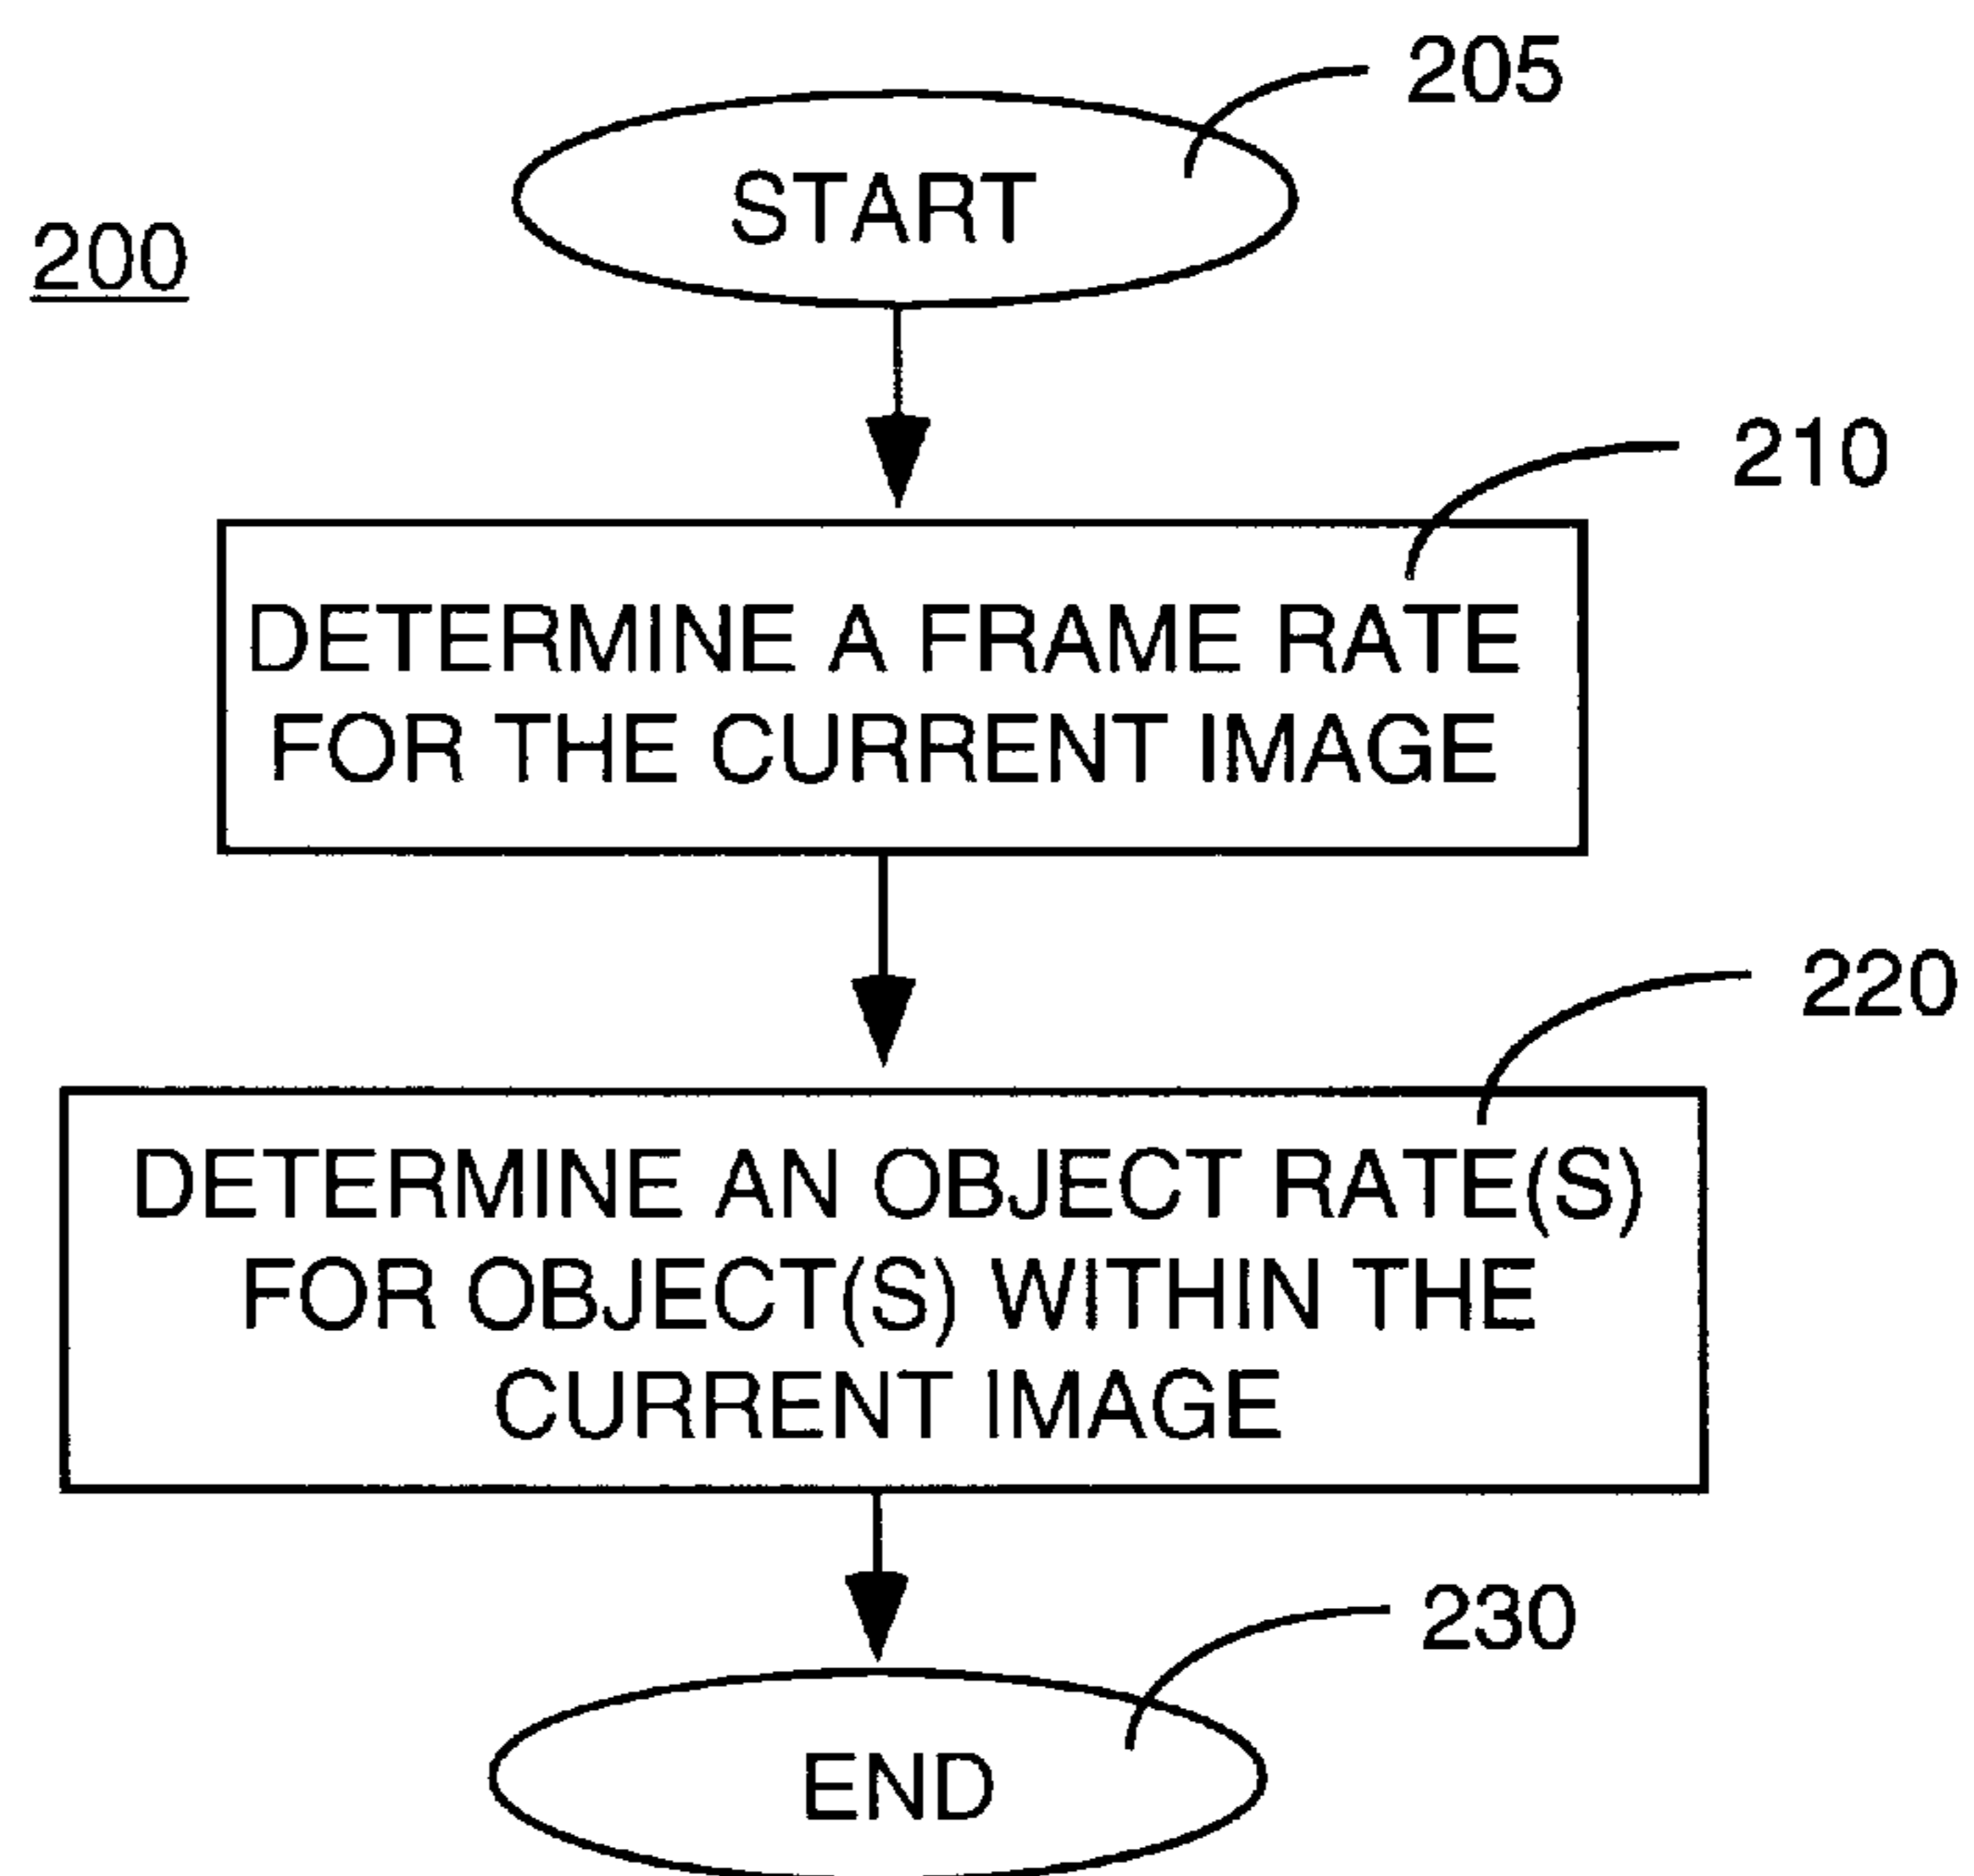 205
START
200
210
DETERMINE A FRAME RATE
FOR THE CURRENT IMAGE
220
DETERMINE AN OBJECT RATE(S)
FOR OBJECT(S) WITHIN THE
CURRENT IMAGE
230
END